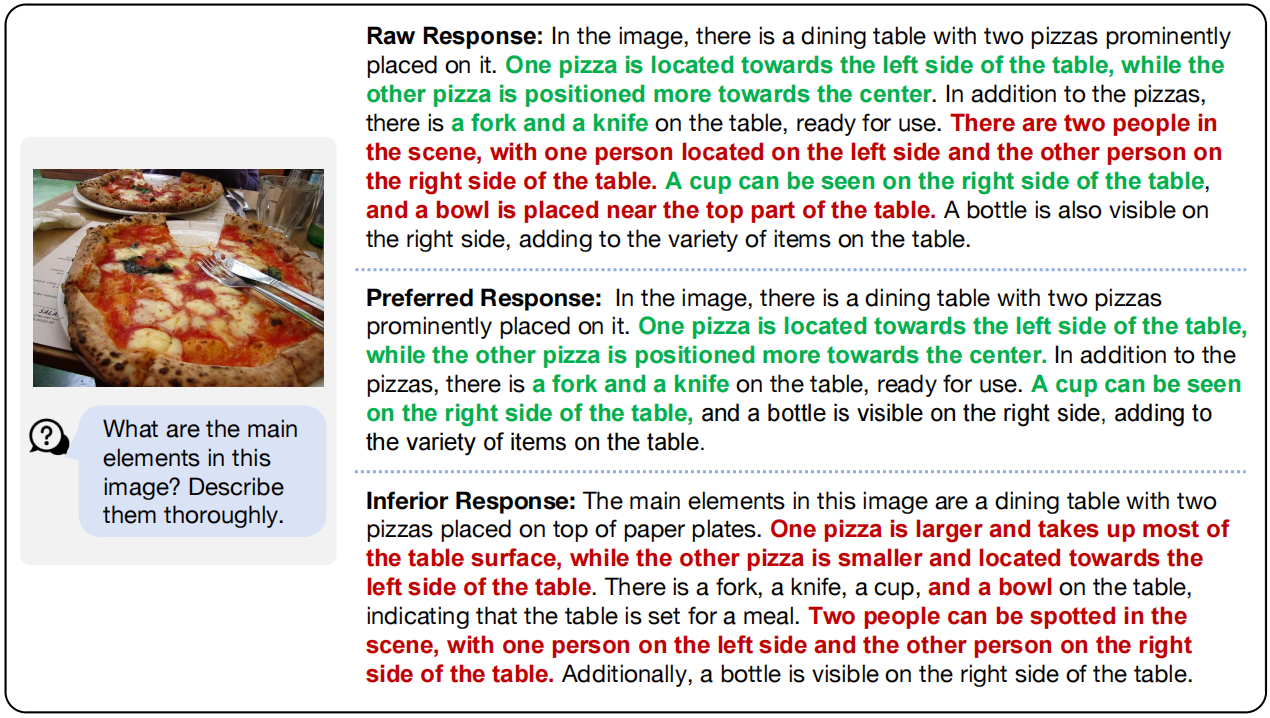 Raw Response: In the image, there is a dining table with two pizzas prominently
placed on it. One pizza is located towards the left side of the table, while the
other pizza is positioned more towards the center. In addition to the pizzas,
there is a fork and a knife on the table, ready for use. There are two people in
the scene, with one person located on the left side and the other person on
the right side of the table. A cup can be seen on the right side of the table,
and a bowl is placed near the top part of the table. A bottle is also visible on
the right side, adding to the variety of items on the table.
SALA
What are the main
elements in this
image? Describe
them thoroughly.
Preferred Response: In the image, there is a dining table with two pizzas
prominently placed on it. One pizza is located towards the left side of the table,
while the other pizza is positioned more towards the center. In addition to the
pizzas, there is a fork and a knife on the table, ready for use. A cup can be seen
on the right side of the table, and a bottle is visible on the right side, adding to
the variety of items on the table.
Inferior Response: The main elements in this image are a dining table with two
pizzas placed on top of paper plates. One pizza is larger and takes up most of
the table surface, while the other pizza is smaller and located towards the
left side of the table. There is a fork, a knife, a cup, and a bowl on the table,
indicating that the table is set for a meal. Two people can be spotted in the
scene, with one person on the left side and the other person on the right
side of the table. Additionally, a bottle is visible on the right side of the table.